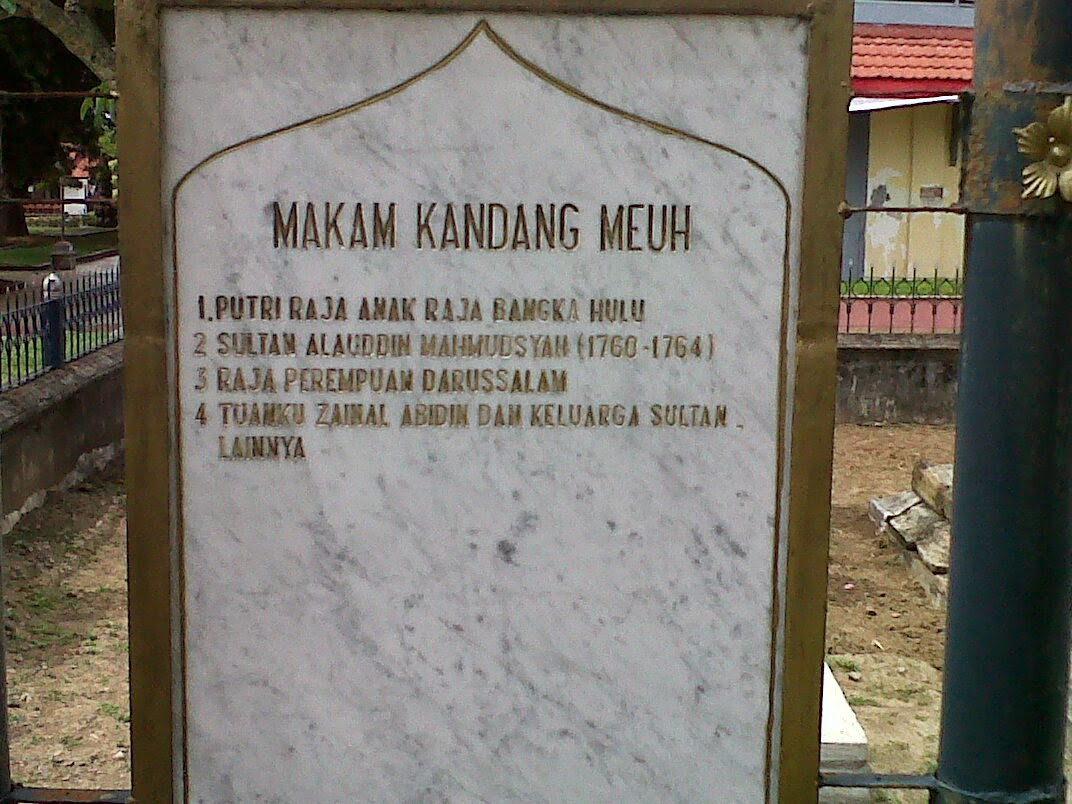 MAKAM KANDANG MEUH
1. PUTRI RAJA ANAK RAJA BANGKA HULU
2 SULTAN ALAUDDIN MAHMUDSYAH (1760-1764)
3 RAJA PEREMPUAN DARUSSALAM
4 TUANKU ZAINAL ABIDIN DAN KELUARGA SULTAN
LAINNYA